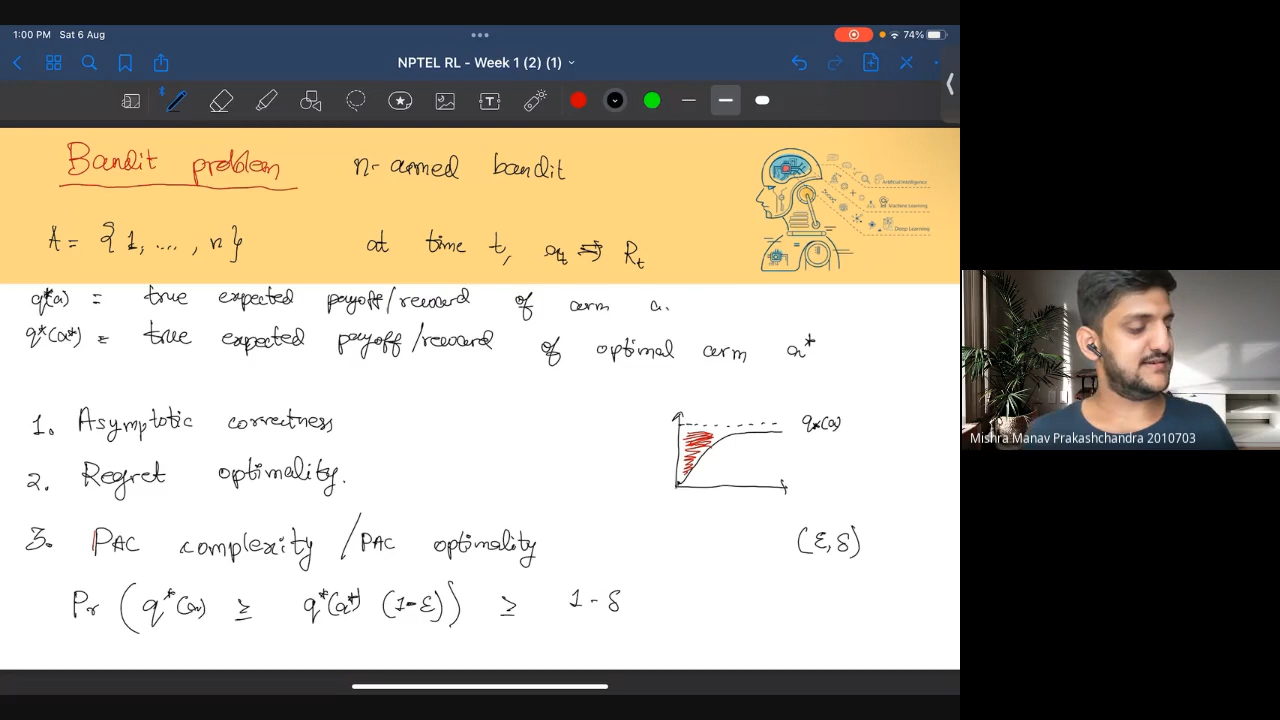 1:00 PM Sat 6 Aug
74%
NPTEL RL - Week 1 (2) (1)
Bandit problem n-armed bandit
Artificial Intelligence
Machine Learning
Deep Learning
A = {1, ...., n} at time t, a_t ⇒ R_t
q*(a) = true expected payoff/reward of arm a.
q*(a*) = true expected payoff/reward of optimal arm a*
1. Asymptotic correctness
q*(a)
2. Regret optimality.
3. PAC complexity / PAC optimality (ε, δ)
Pr (q*(a) ≥ q*(a*) (1-ε)) ≥ 1-δ
Mishra Manav Prakashchandra 2010703